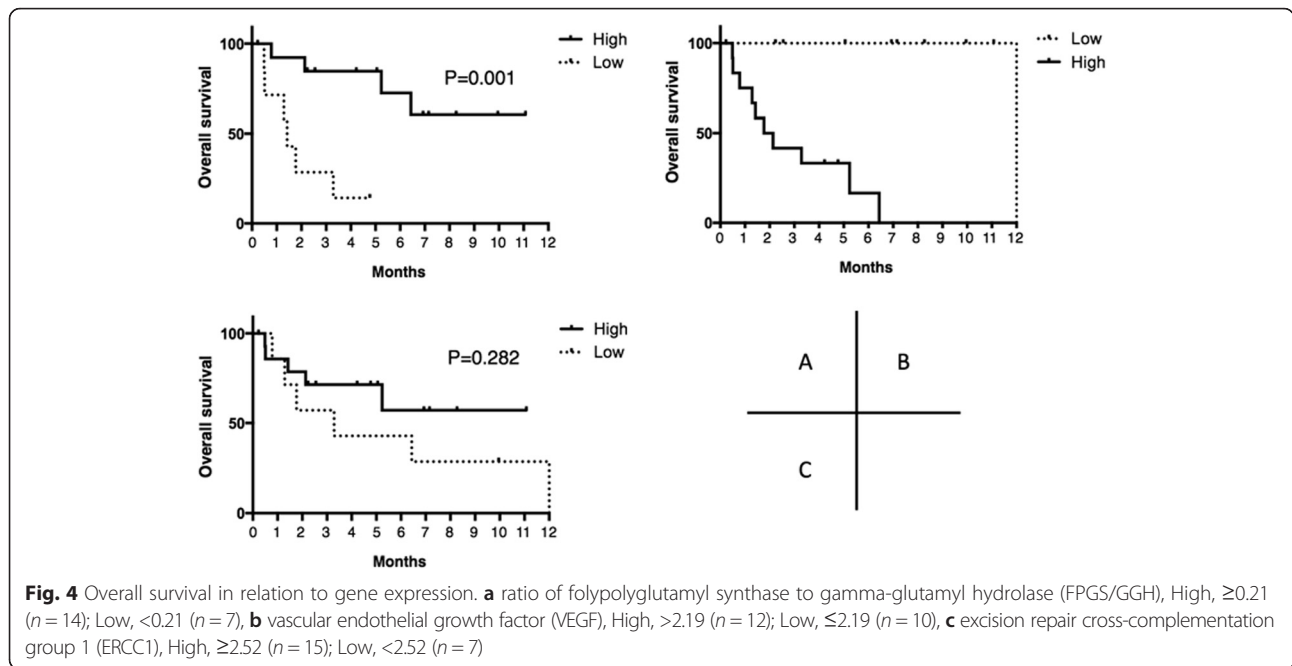 100
50
0
Overall survival
0 1 2 3 4 5 6 7 8 9 10 11 12
Months
High
Low
P=0.001
100
50
0
Overall survival
0 1 2 3 4 5 6 7 8 9 10 11 12
Months
Low
High
100
50
0
Overall survival
0 1 2 3 4 5 6 7 8 9 10 11 12
Months
High
Low
P=0.282
A B
C
Fig. 4 Overall survival in relation to gene expression. a ratio of folypolyglutamyl synthase to gamma-glutamyl hydrolase (FPGS/GGH), High, ≥0.21
(n = 14); Low, <0.21 (n = 7), b vascular endothelial growth factor (VEGF), High, >2.19 (n = 12); Low, ≤2.19 (n = 10), c excision repair cross-complementation
group 1 (ERCC1), High, ≥2.52 (n = 15); Low, <2.52 (n = 7)